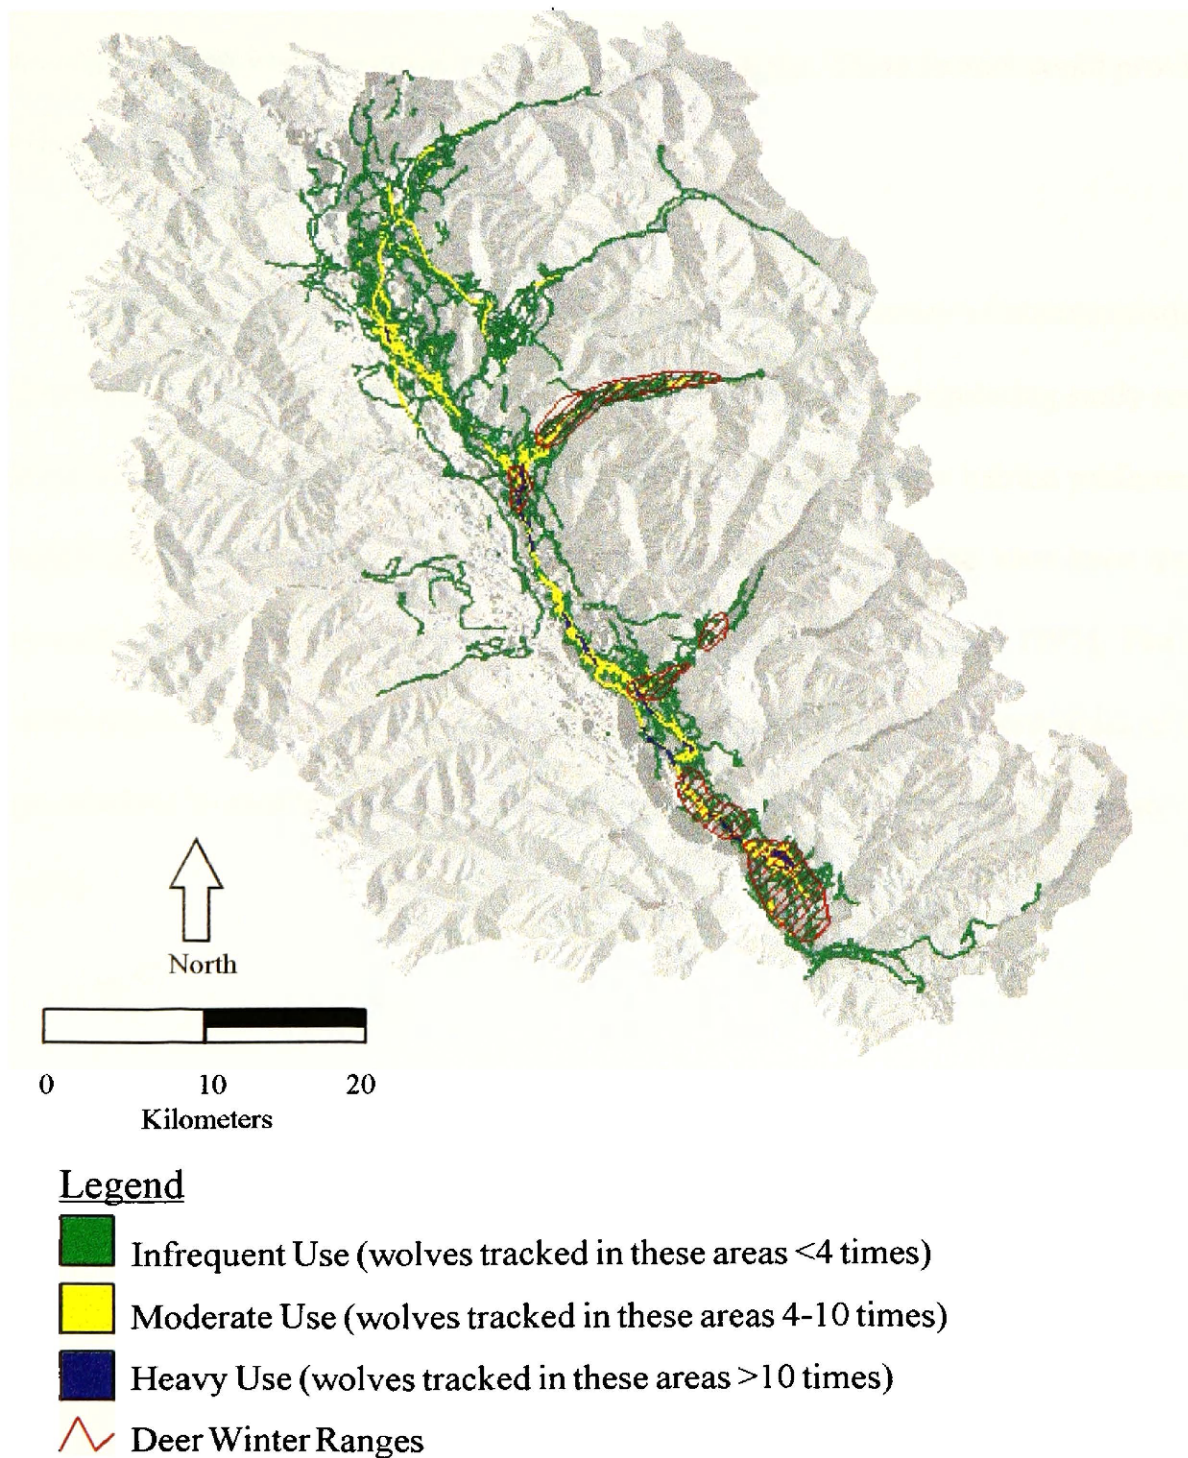 North
0 10 20
Kilometers
Legend
Infrequent Use (wolves tracked in these areas <4 times)
Moderate Use (wolves tracked in these areas 4-10 times)
Heavy Use (wolves tracked in these areas >10 times)
Deer Winter Ranges